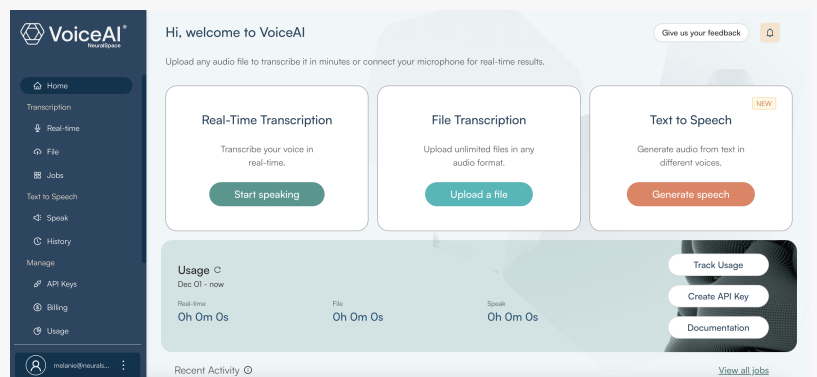 VoiceAI®
NeuralSpace
Home
Transcription
Real-time
File
Jobs
Text to Speech
Speak
History
Manage
API Keys
Billing
Usage
melanie@neurals...
Hi, welcome to VoiceAI
Give us your feedback
Upload any audio file to transcribe it in minutes or connect your microphone for real-time results.
Real-Time Transcription
Transcribe your voice in
real-time.
Start speaking
File Transcription
Upload unlimited files in any
audio format.
Upload a file
NEW
Text to Speech
Generate audio from text in
different voices.
Generate speech
Usage
Dec 01 - now
Real-time
0h 0m 0s
File
0h 0m 0s
Speak
0h 0m 0s
Track Usage
Create API Key
Documentation
Recent Activity
View all jobs